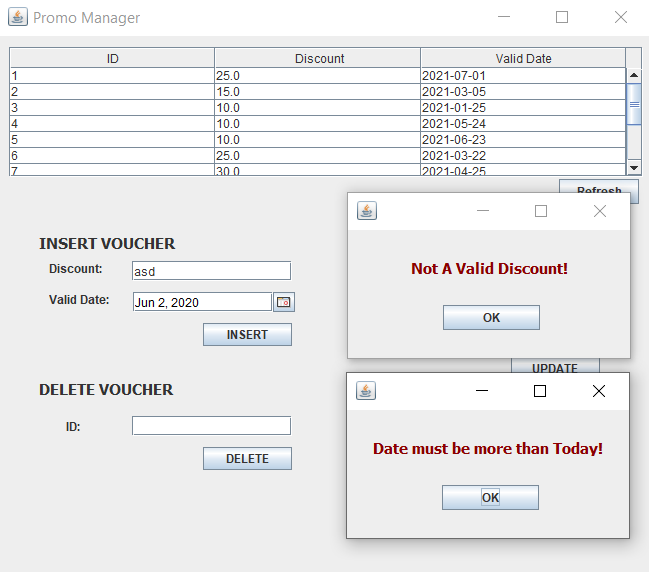 Promo Manager
ID Discount Valid Date
1 25.0 2021-07-01
2 15.0 2021-03-05
3 10.0 2021-01-25
4 10.0 2021-05-24
5 10.0 2021-06-23
6 25.0 2021-03-22
7 30.0 2021-04-25
Refresh
INSERT VOUCHER
Discount: asd
Valid Date: Jun 2, 2020
INSERT
Not A Valid Discount!
OK
UPDATE
DELETE VOUCHER
ID:
DELETE
Date must be more than Today!
OK